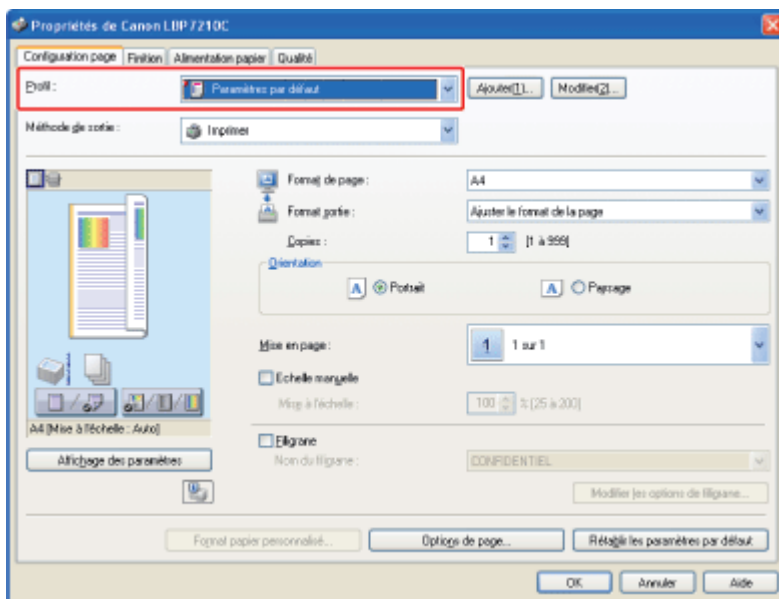 Propriétés de Canon LBP7210C
Configuration page Finition Alimentation papier Qualité
Profil : Paramètres par défaut Ajouter(1)... Modifier(2)...
Méthode de sortie : Imprimer
Format de page : A4
Format sortie : Ajuster le format de la page
Copies : 1 [1 à 999]
Orientation
A Portrait A Paysage
Mise en page : 1 1 sur 1
Echelle manuelle
Mise à l'échelle : 100 % [25 à 200]
A4 [Mise à l'échelle : Auto]
Filigrane
Affichage des paramètres Nom du filigrane : CONFIDENTIEL
Modifier les options de filigrane...
Format papier personnalisé... Options de page... Rétablir les paramètres par défaut
OK Annuler Aide